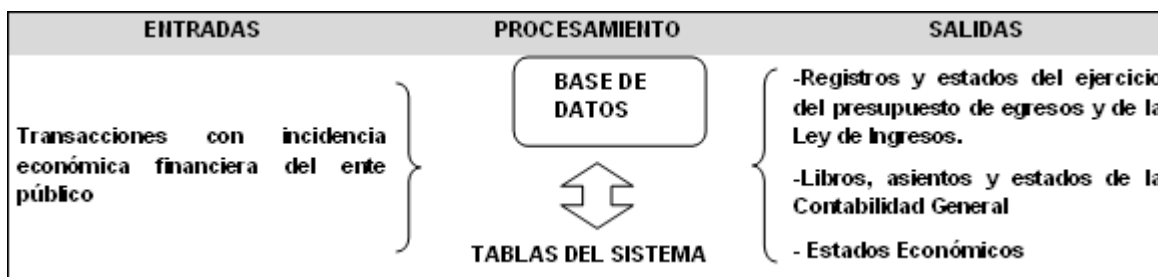 ENTRADAS
PROCESAMIENTO
SALIDAS
Transacciones con incidencia
económica financiera del ente
público
BASE DE
DATOS
TABLAS DEL SISTEMA
-Registros y estados del ejercicio
del presupuesto de egresos y de la
Ley de Ingresos.
-Libros, asientos y estados de la
Contabilidad General
- Estados Económicos